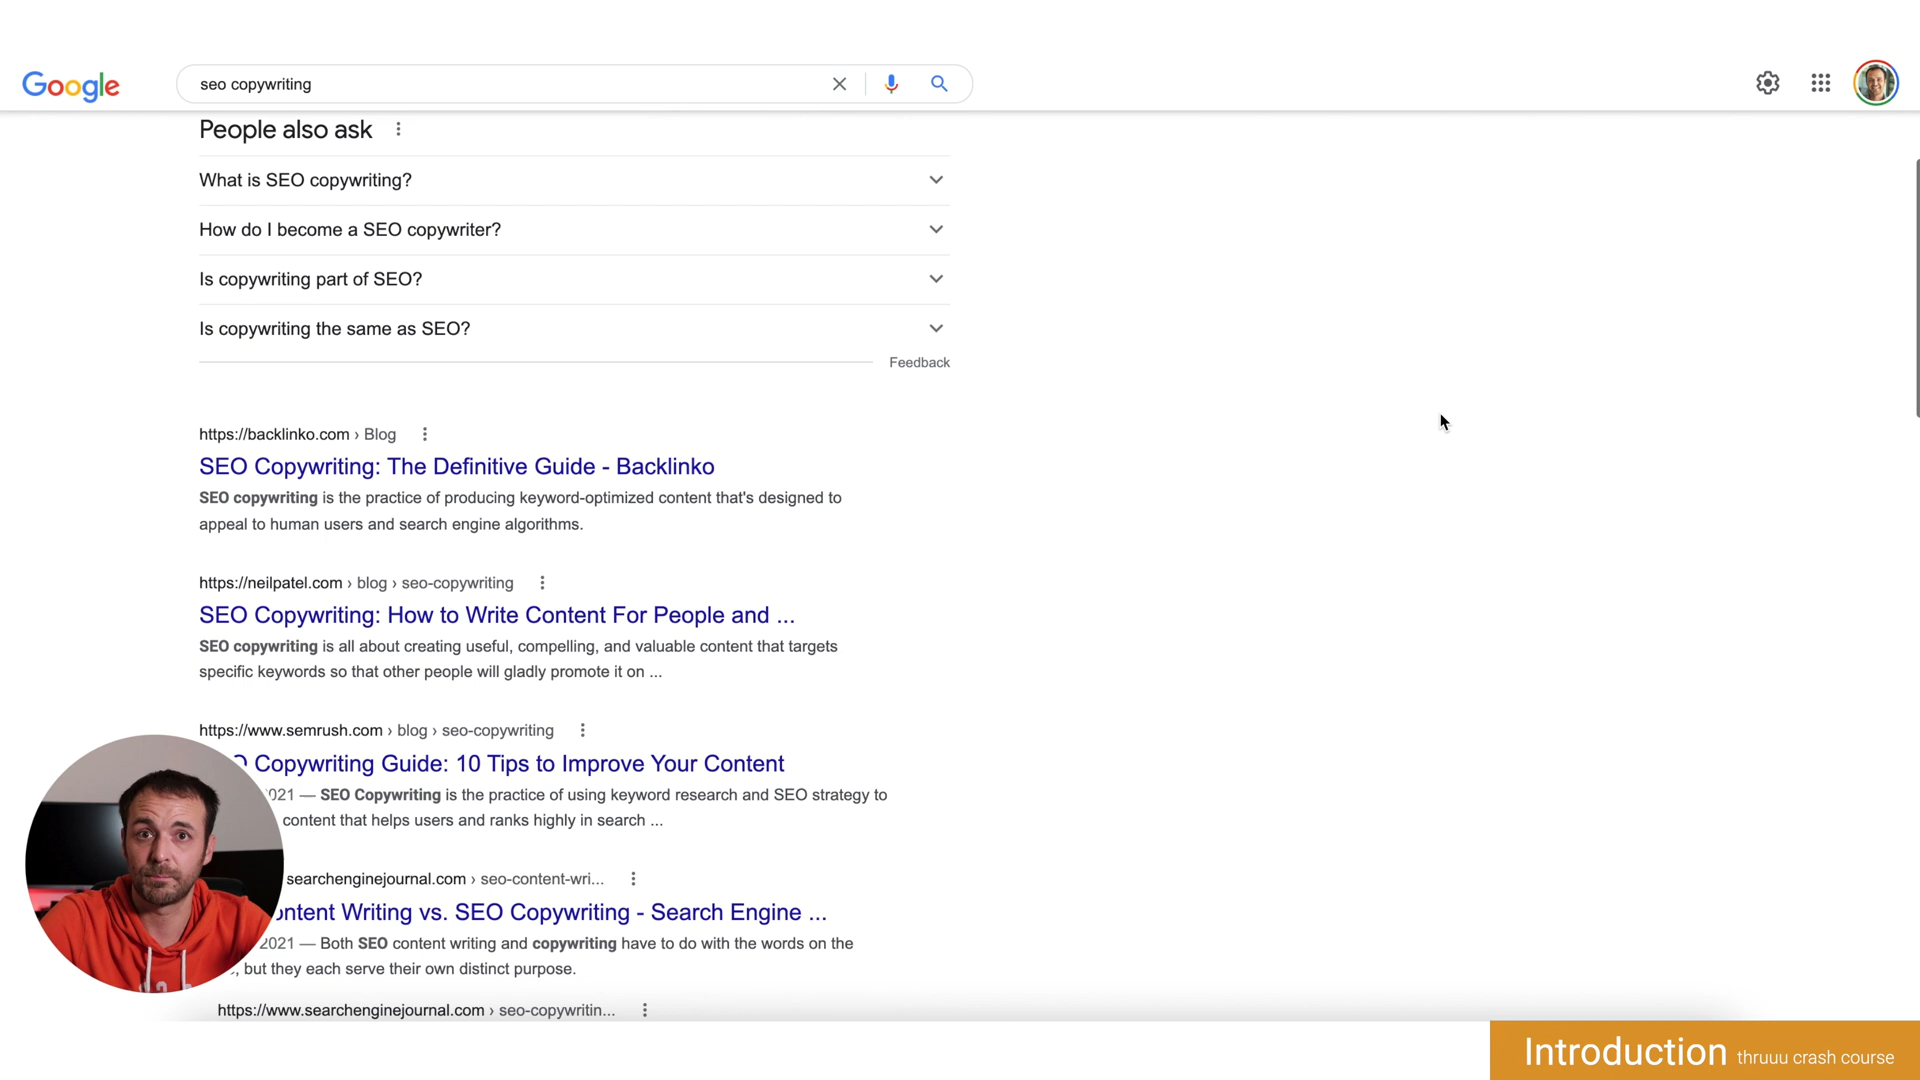 Google
seo copywriting
People also ask
What is SEO copywriting?
How do I become a SEO copywriter?
Is copywriting part of SEO?
Is copywriting the same as SEO?
Feedback
https://backlinko.com › Blog
SEO Copywriting: The Definitive Guide - Backlinko
SEO copywriting is the practice of producing keyword-optimized content that's designed to
appeal to human users and search engine algorithms.
https://neilpatel.com › blog › seo-copywriting
SEO Copywriting: How to Write Content For People and ...
SEO copywriting is all about creating useful, compelling, and valuable content that targets
specific keywords so that other people will gladly promote it on ...
https://www.semrush.com › blog › seo-copywriting
Copywriting Guide: 10 Tips to Improve Your Content
— SEO Copywriting is the practice of using keyword research and SEO strategy to
content that helps users and ranks highly in search ...
searchenginejournal.com › seo-content-wri...
Writing vs. SEO Copywriting - Search Engine ...
2021 — Both SEO content writing and copywriting have to do with the words on the
, but they each serve their own distinct purpose.
https://www.searchenginejournal.com › seo-copywritin...
Introduction thruuu crash course